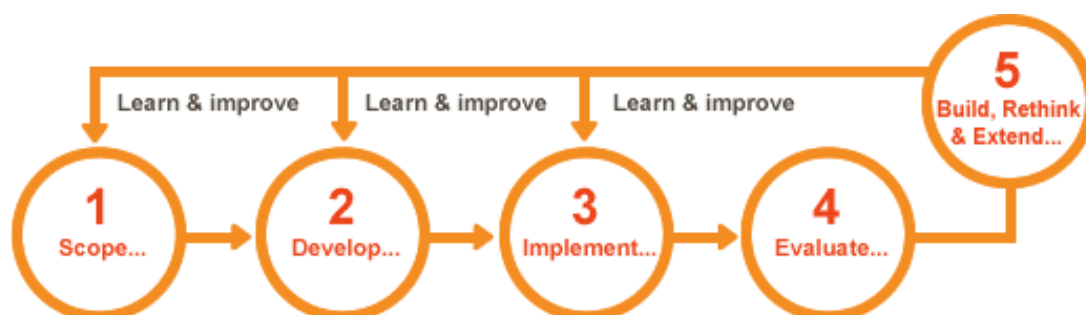 5
Build, Rethink
& Extend...
Learn & improve
Learn & improve
Learn & improve
1
Scope...
2
Develop...
3
Implement...
4
Evaluate...